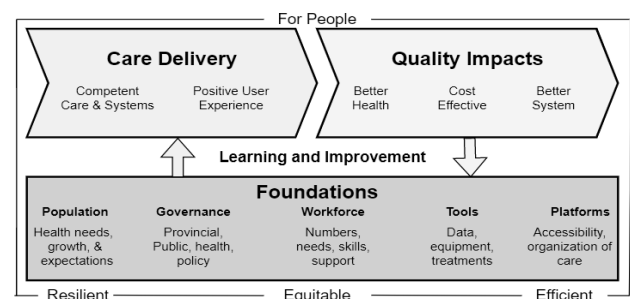 For People
Care Delivery
Competent
Care & Systems
Positive User
Experience
Quality Impacts
Better
Health
Cost
Effective
Better
System
Learning and Improvement
Foundations
Population
Health needs,
growth, &
expectations
Governance
Provincial,
Public, health,
policy
Workforce
Numbers,
needs, skills,
support
Tools
Data,
equipment,
treatments
Platforms
Accessibility,
organization of
care
Resilient
Equitable
Efficient